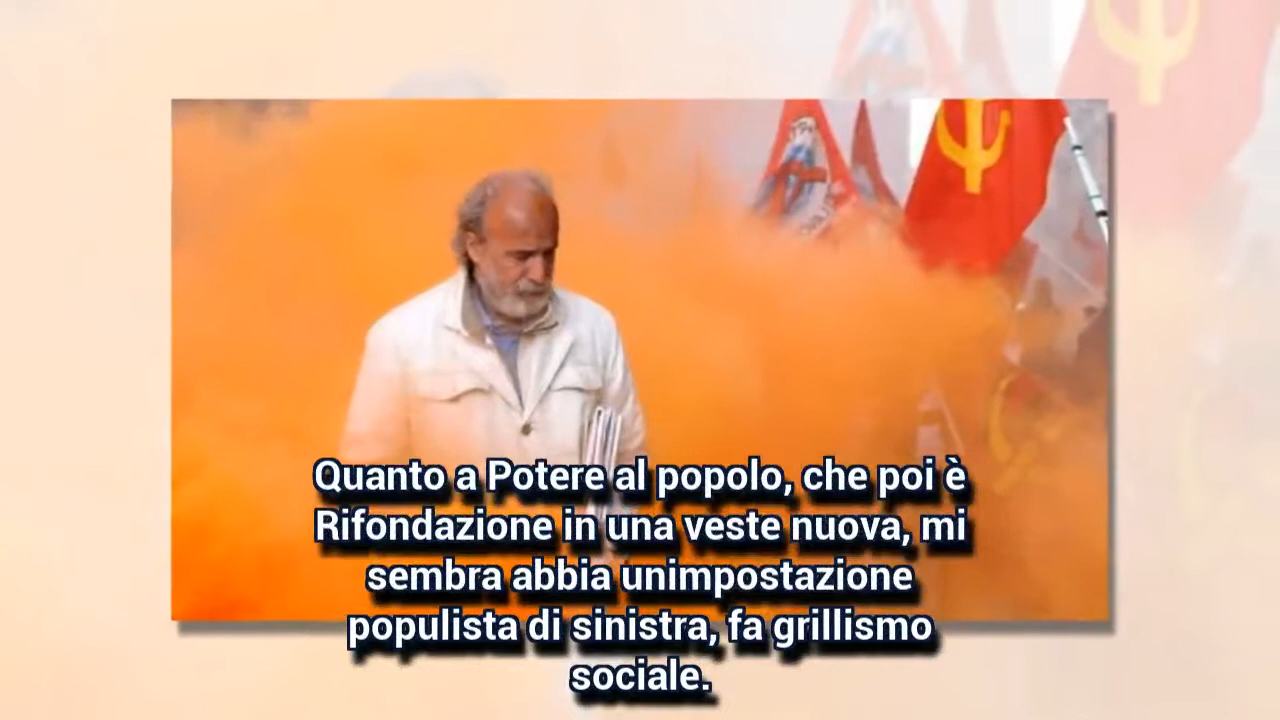 Quanto a Potere al popolo, che poi è
Rifondazione in una veste nuova, mi
sembra abbia unimpostazione
populista di sinistra, fa grillismo
sociale.